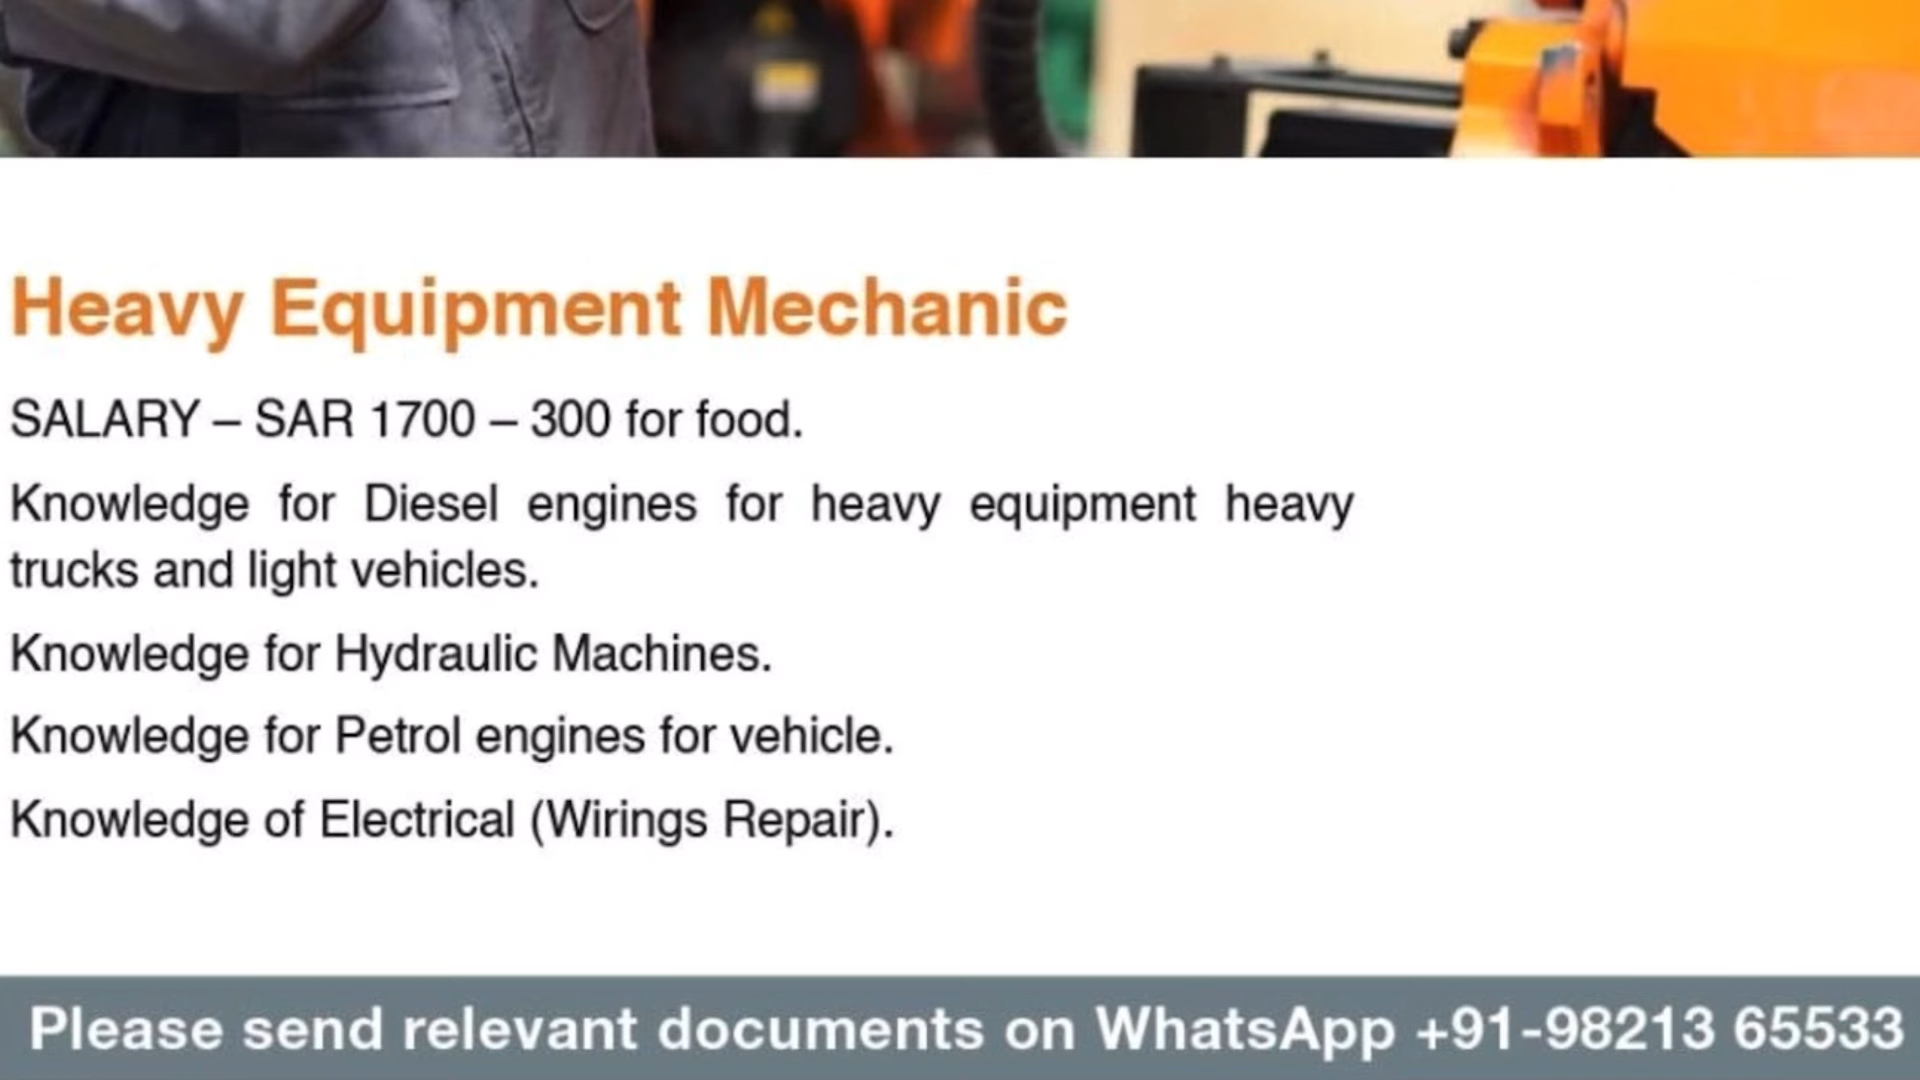 Heavy Equipment Mechanic
SALARY – SAR 1700 – 300 for food.
Knowledge for Diesel engines for heavy equipment heavy
trucks and light vehicles.
Knowledge for Hydraulic Machines.
Knowledge for Petrol engines for vehicle.
Knowledge of Electrical (Wirings Repair).
Please send relevant documents on WhatsApp +91-98213 65533